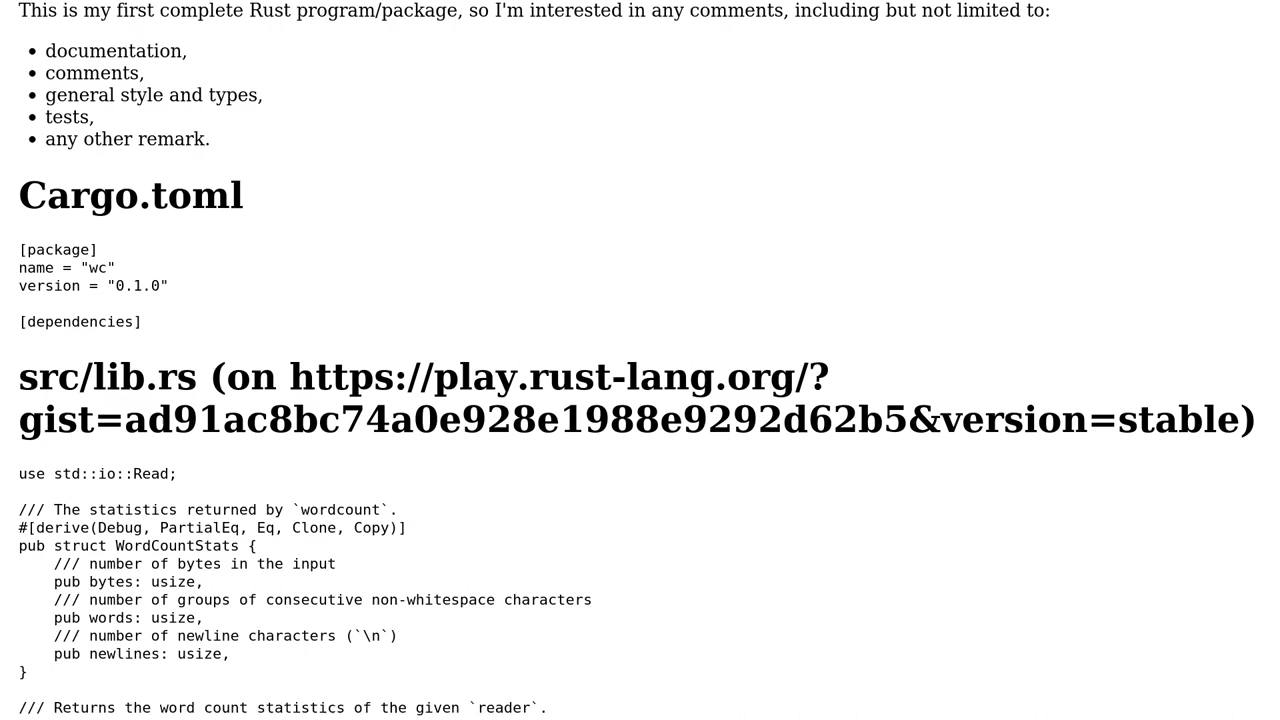 This is my first complete Rust program/package, so I'm interested in any comments, including but not limited to:
• documentation,
• comments,
• general style and types,
• tests,
• any other remark.
Cargo.toml
[package]
name = "wc"
version = "0.1.0"
[dependencies]
src/lib.rs (on https://play.rust-lang.org/?
gist=ad91ac8bc74a0e928e1988e9292d62b5&version=stable)
use std::io::Read;
/// The statistics returned by `wordcount`.
#[derive(Debug, PartialEq, Eq, Clone, Copy)]
pub struct WordCountStats {
    /// number of bytes in the input
    pub bytes: usize,
    /// number of groups of consecutive non-whitespace characters
    pub words: usize,
    /// number of newline characters (`\n`)
    pub newlines: usize,
}
/// Returns the word count statistics of the given `reader`.